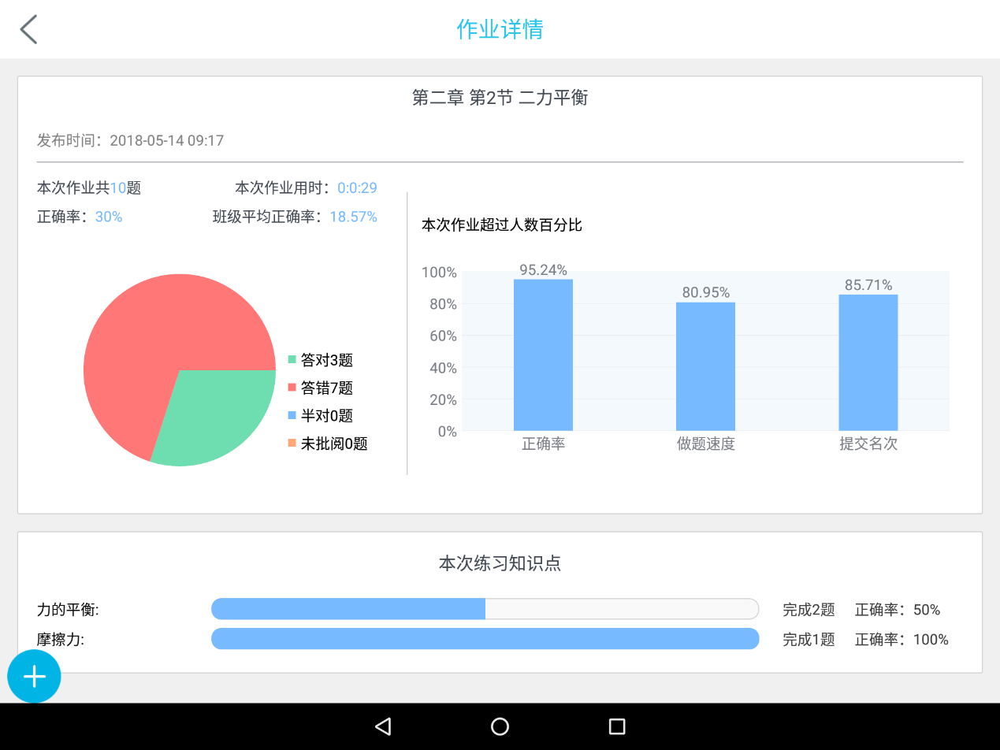 作业详情
第二章 第2节 二力平衡
发布时间：2018-05-14 09:17
本次作业共10题
本次作业用时：0:0:29
正确率：30%
班级平均正确率：18.57%
答对3题
答错7题
半对0题
未批阅0题
本次作业超过人数百分比
100%
80%
60%
40%
20%
0%
95.24%
80.95%
85.71%
正确率
做题速度
提交名次
本次练习知识点
力的平衡: 完成2题 正确率：50%
摩擦力: 完成1题 正确率：100%